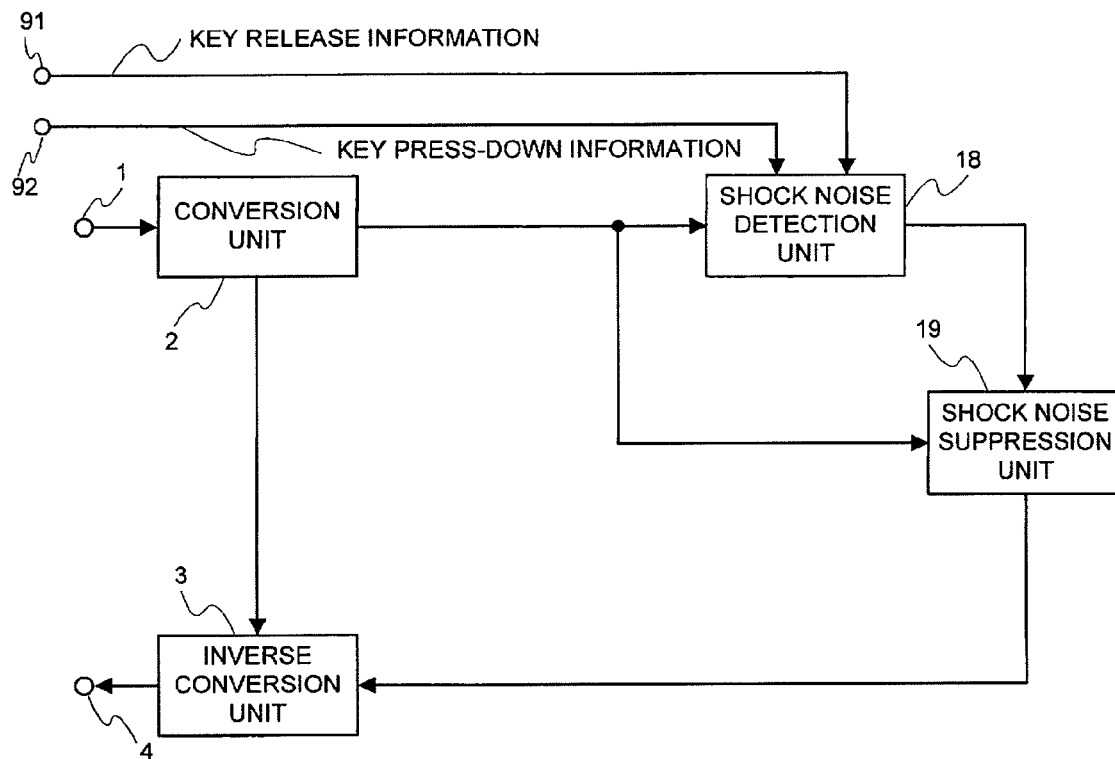 91
KEY RELEASE INFORMATION
92
KEY PRESS-DOWN INFORMATION
1
CONVERSION
UNIT
2
SHOCK NOISE
DETECTION
UNIT
18
19
SHOCK NOISE
SUPPRESSION
UNIT
3
INVERSE
CONVERSION
UNIT
4